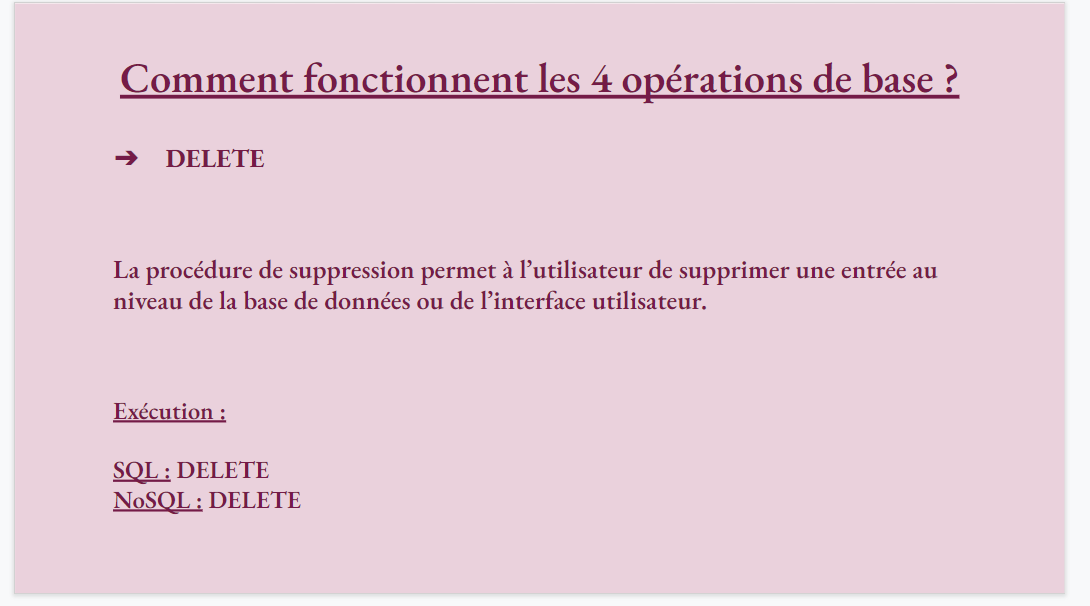 Comment fonctionnent les 4 opérations de base ?
➔ DELETE
La procédure de suppression permet à l’utilisateur de supprimer une entrée au
niveau de la base de données ou de l’interface utilisateur.
Exécution :
SQL : DELETE
NoSQL : DELETE